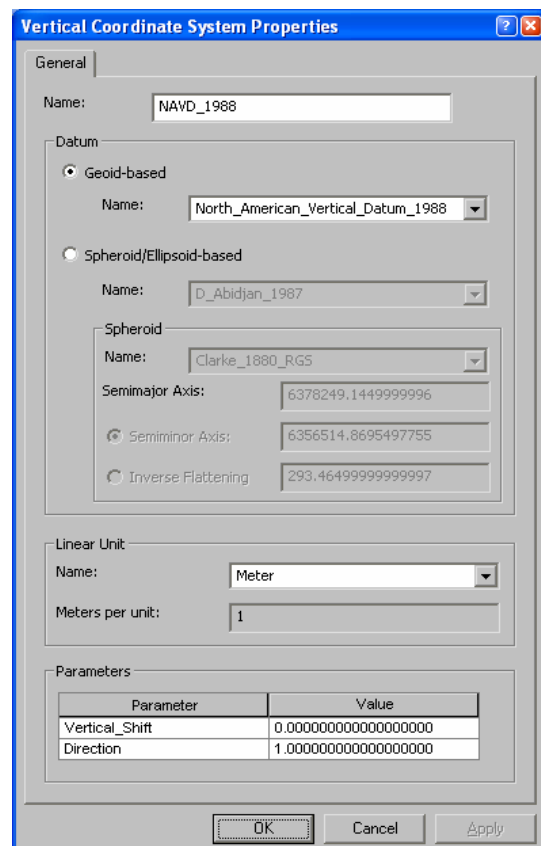 Vertical Coordinate System Properties
General
Name: NAVD_1988
Datum
Geoid-based
Name: North_American_Vertical_Datum_1988
Spheroid/Ellipsoid-based
Name: D_Abidjan_1987
Spheroid
Name: Clarke_1880_RGS
Semimajor Axis: 6378249.1449999996
Semiminor Axis: 6356514.8695497755
Inverse Flattening 293.46499999999997
Linear Unit
Name: Meter
Meters per unit: 1
Parameters
Parameter Value
Vertical_Shift 0.000000000000000000
Direction 1.000000000000000000
OK Cancel Apply